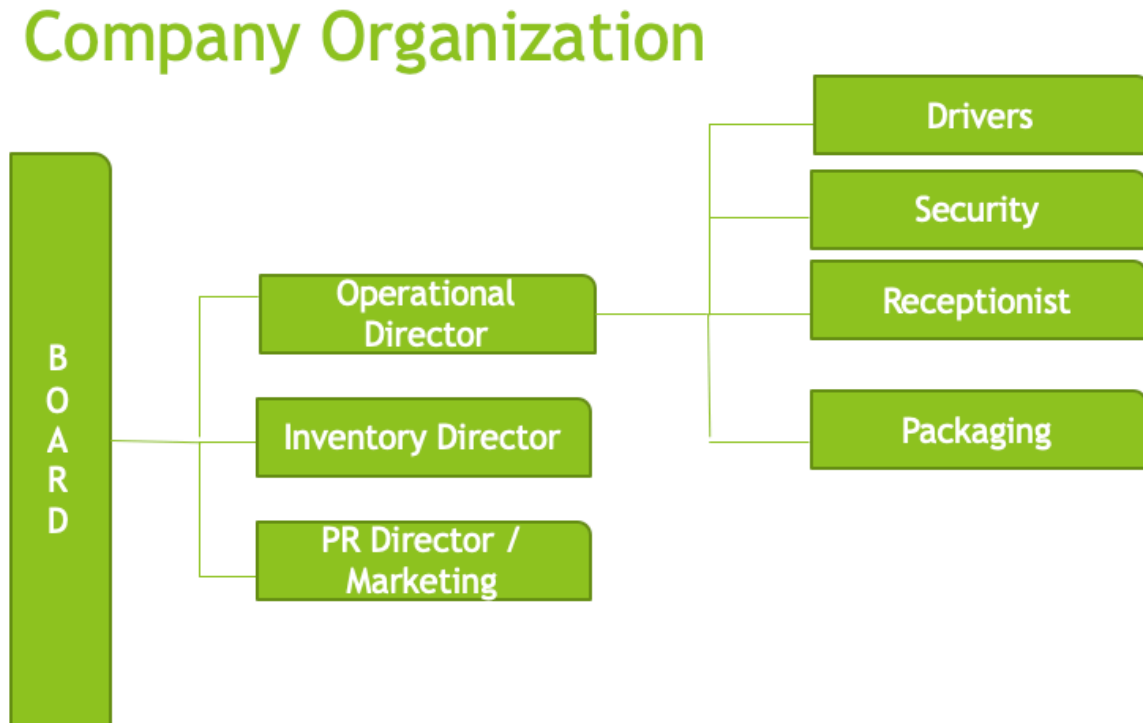 Company Organization
B
O
A
R
D
Operational
Director
Inventory Director
PR Director /
Marketing
Drivers
Security
Receptionist
Packaging